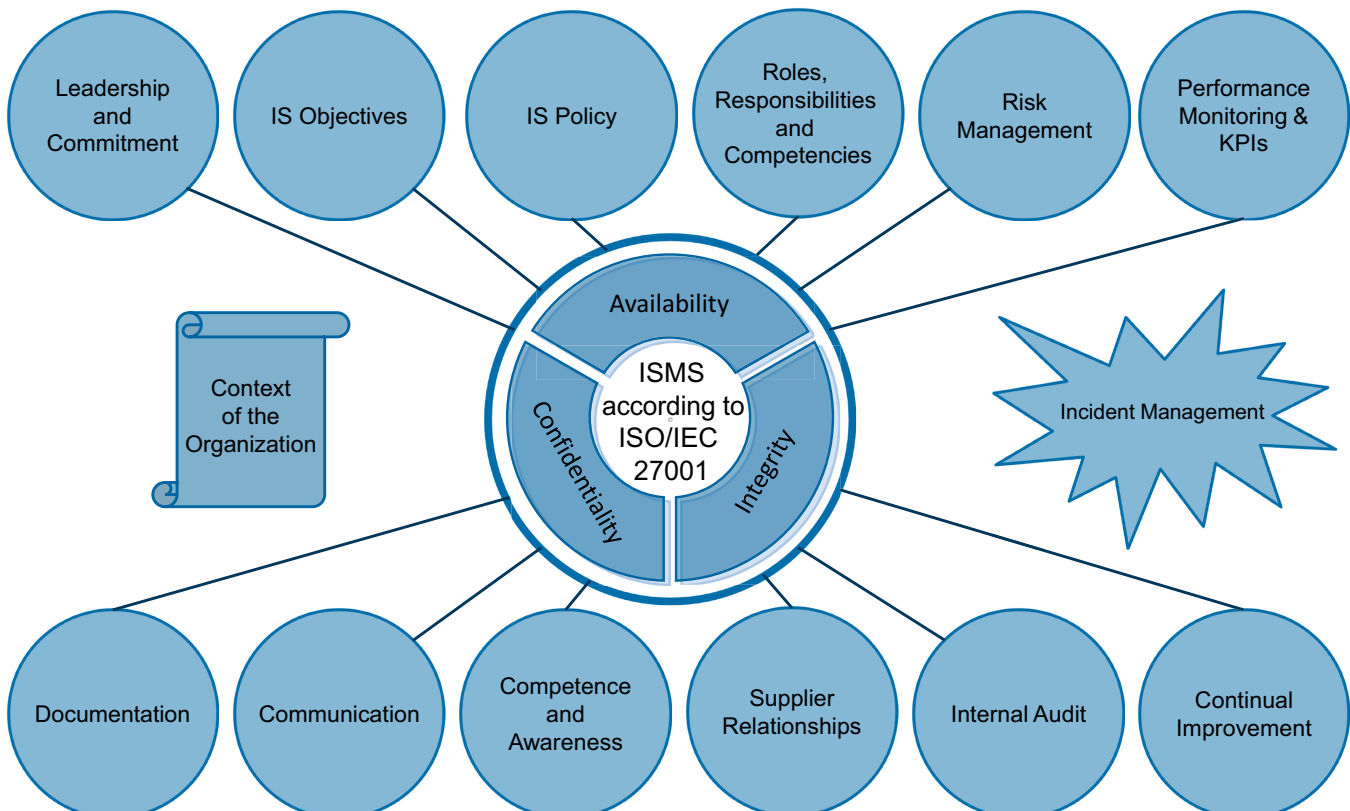 Leadership
and
Commitment
IS Objectives
IS Policy
Roles,
Responsibilities
and
Competencies
Risk
Management
Performance
Monitoring &
KPIs
Availability
Context
of the
Organization
Confidentiality
ISMS
according to
ISO/IEC
27001
Integrity
Incident Management
Documentation
Communication
Competence
and
Awareness
Supplier
Relationships
Internal Audit
Continual
Improvement